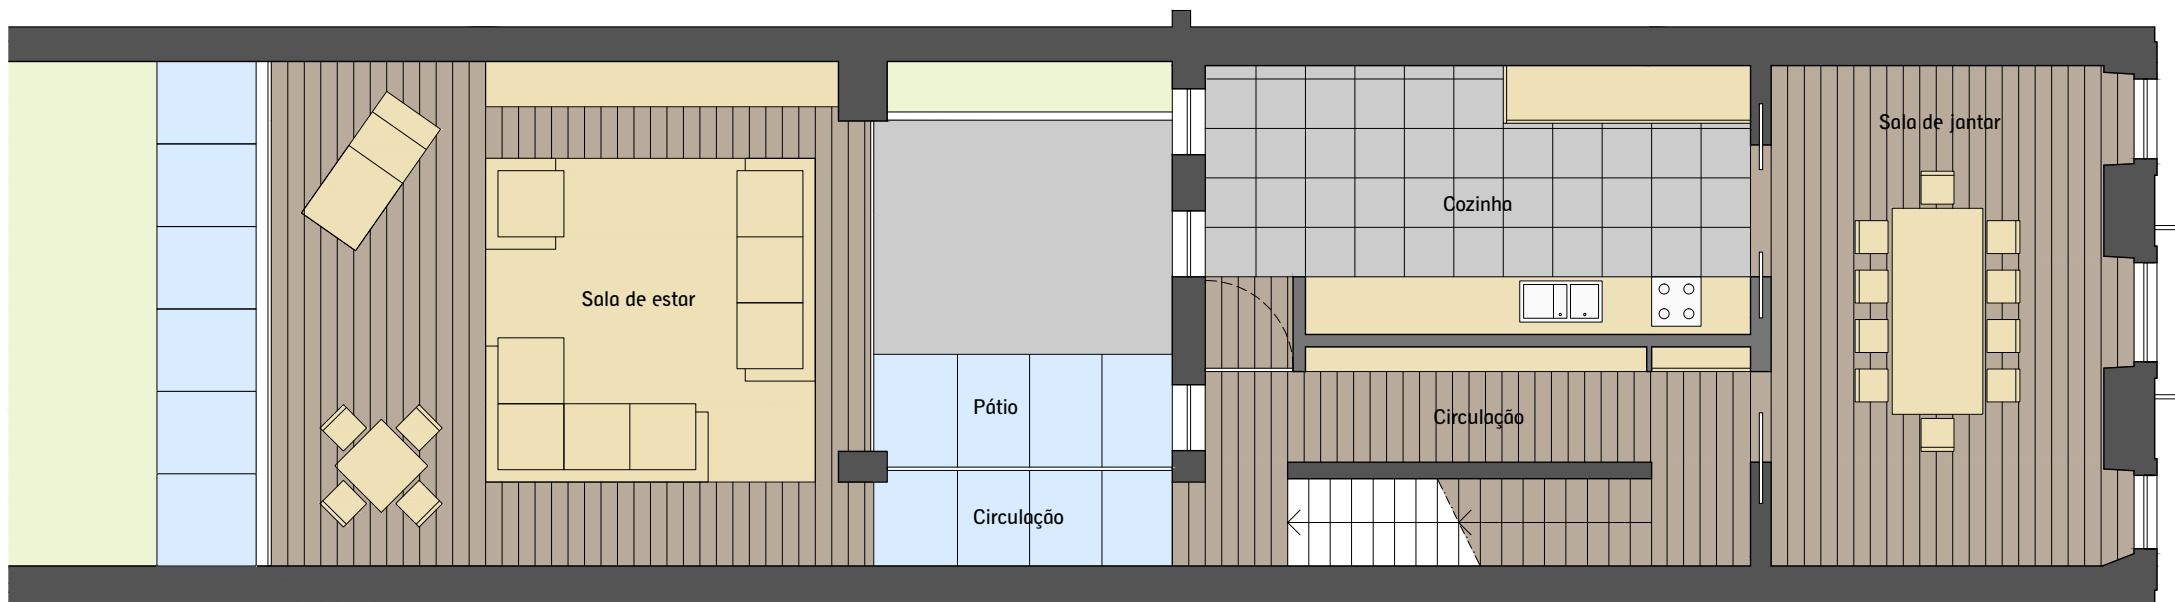 Sala de jantar
Cozinha
Sala de estar
Pátio
Circulação
Circulação